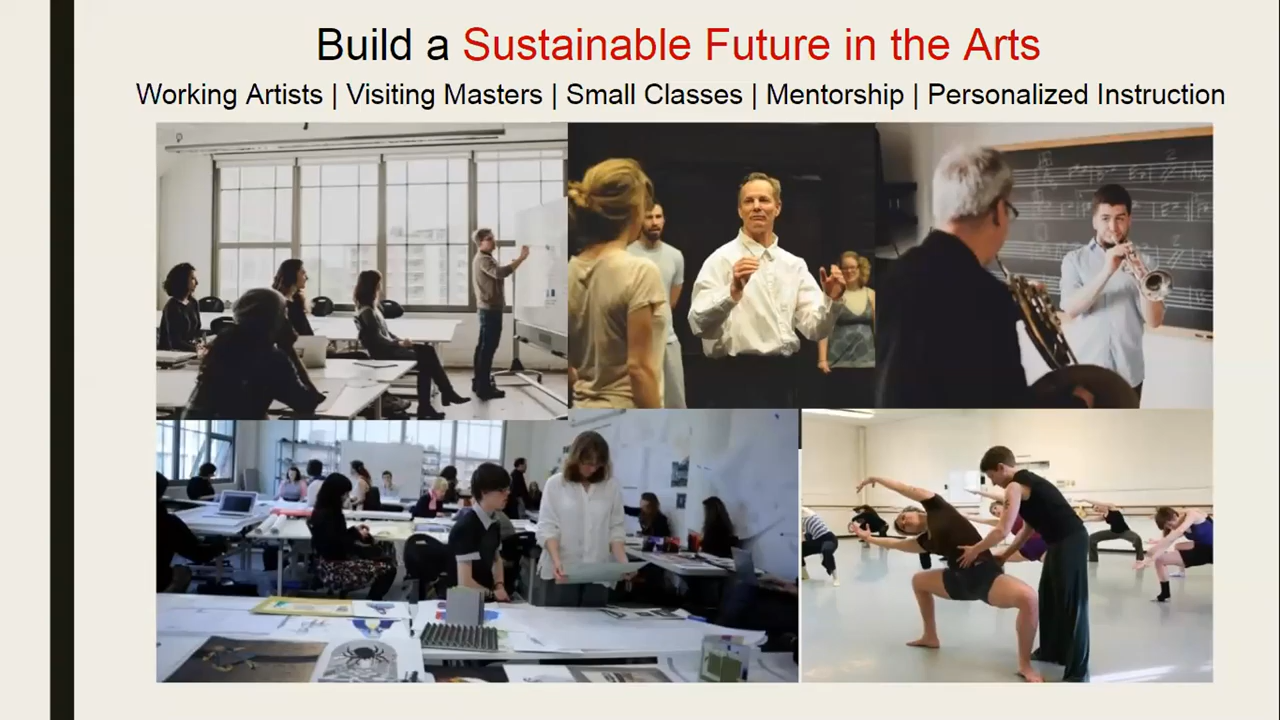 Build a Sustainable Future in the Arts
Working Artists | Visiting Masters | Small Classes | Mentorship | Personalized Instruction